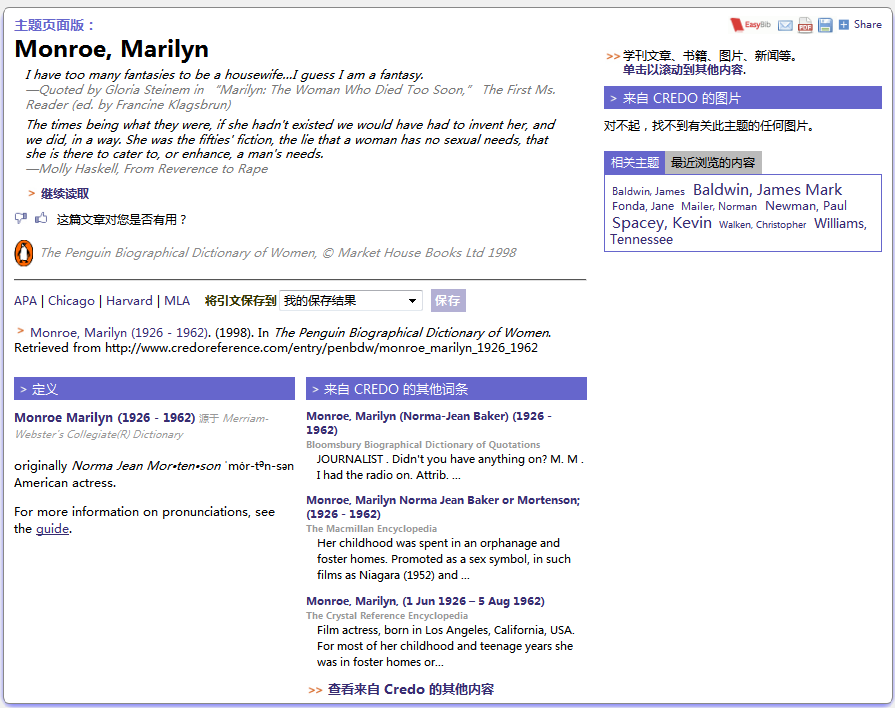 主题页面版：
Monroe, Marilyn
I have too many fantasies to be a housewife...I guess I am a fantasy.
—Quoted by Gloria Steinem in “Marilyn: The Woman Who Died Too Soon,” The First Ms.
Reader (ed. by Francine Klagsbrun)
The times being what they were, if she hadn't existed we would have had to invent her, and
we did, in a way. She was the fifties' fiction, the lie that a woman has no sexual needs, that
she is there to cater to, or enhance, a man's needs.
—Molly Haskell, From Reverence to Rape
> 继续读取
这篇文章对您是否有用？
The Penguin Biographical Dictionary of Women, © Market House Books Ltd 1998
APA | Chicago | Harvard | MLA 将引文保存到 我的保存结果 保存
> Monroe, Marilyn (1926 - 1962). (1998). In The Penguin Biographical Dictionary of Women.
Retrieved from http://www.credoreference.com/entry/penbdw/monroe_marilyn_1926_1962
> 定义
Monroe Marilyn (1926 - 1962) 源于 Merriam-
Webster's Collegiate(R) Dictionary
originally Norma Jean Mor•ten•son ˈmȯr-tᵊn-sən
American actress.
For more information on pronunciations, see
the guide.
> 来自 CREDO 的其他词条
Monroe, Marilyn (Norma-Jean Baker) (1926 -
1962)
Bloomsbury Biographical Dictionary of Quotations
JOURNALIST . Didn't you have anything on? M. M .
I had the radio on. Attrib. ...
Monroe, Marilyn Norma Jean Baker or Mortenson;
(1926 - 1962)
The Macmillan Encyclopedia
Her childhood was spent in an orphanage and
foster homes. Promoted as a sex symbol, in such
films as Niagara (1952) and ...
Monroe, Marilyn, (1 Jun 1926 – 5 Aug 1962)
The Crystal Reference Encyclopedia
Film actress, born in Los Angeles, California, USA.
For most of her childhood and teenage years she
was in foster homes or...
>> 查看来自 Credo 的其他内容
EasyBib PDF Share
>> 学刊文章、书籍、图片、新闻等。
单击以滚动到其他内容.
> 来自 CREDO 的图片
对不起，找不到有关此主题的任何图片。
相关主题 最近浏览的内容
Baldwin, James Baldwin, James Mark
Fonda, Jane Mailer, Norman Newman, Paul
Spacey, Kevin Walken, Christopher Williams,
Tennessee